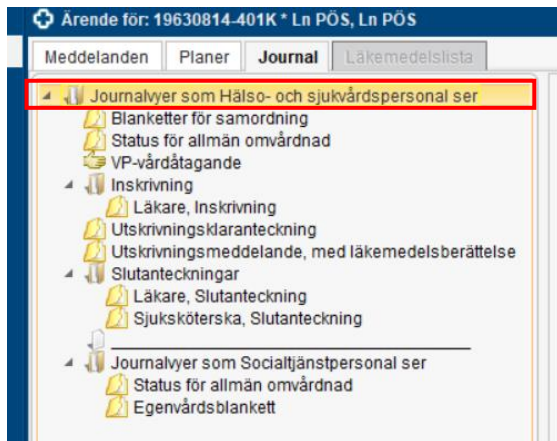 Ärende för: 19630814-401K * Ln PÖS, Ln PÖS
Meddelanden Planer Journal Läkemedelslista
Journalvyer som Hälso- och sjukvårdspersonal ser
Blanketter för samordning
Status för allmän omvårdnad
VP-vårdåtagande
Inskrivning
Läkare, Inskrivning
Utskrivningsklaranteckning
Utskrivningsmeddelande, med läkemedelsberättelse
Slutanteckningar
Läkare, Slutanteckning
Sjuksköterska, Slutanteckning
Journalvyer som Socialtjänstpersonal ser
Status för allmän omvårdnad
Egenvårdsblankett